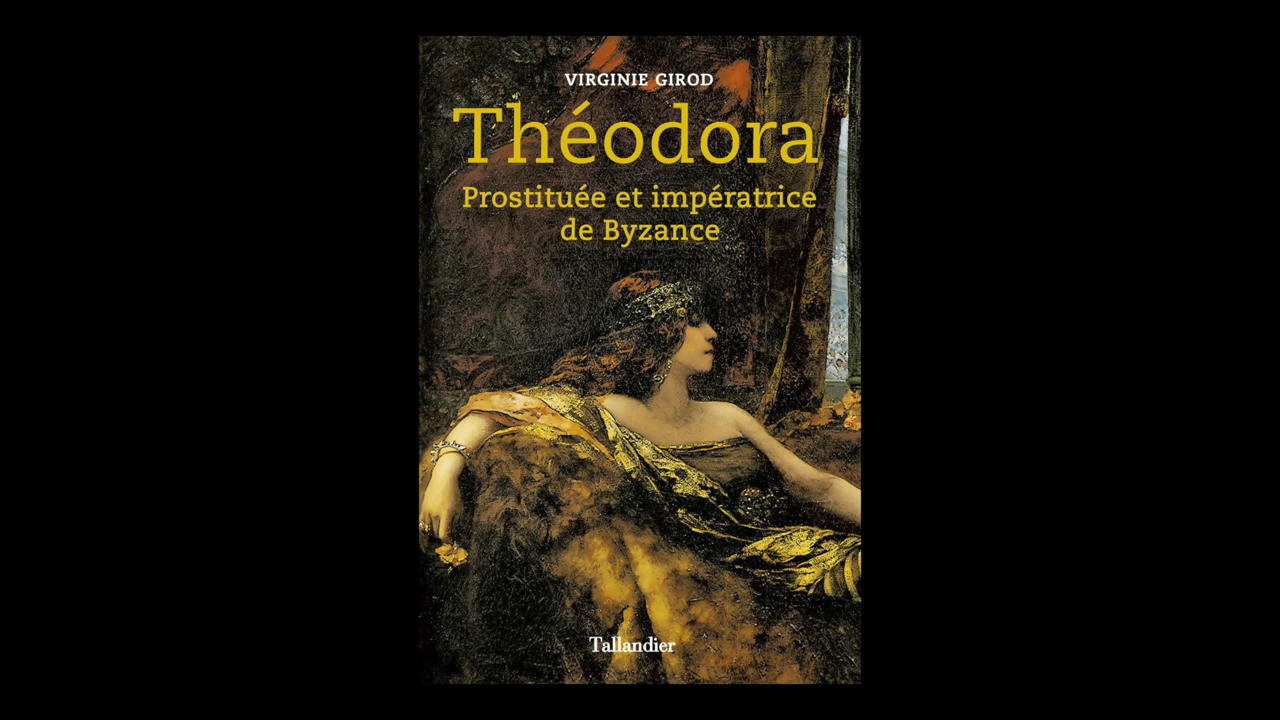 VIRGINIE GIROD
Théodora
Prostituée et impératrice
de Byzance
Tallandier